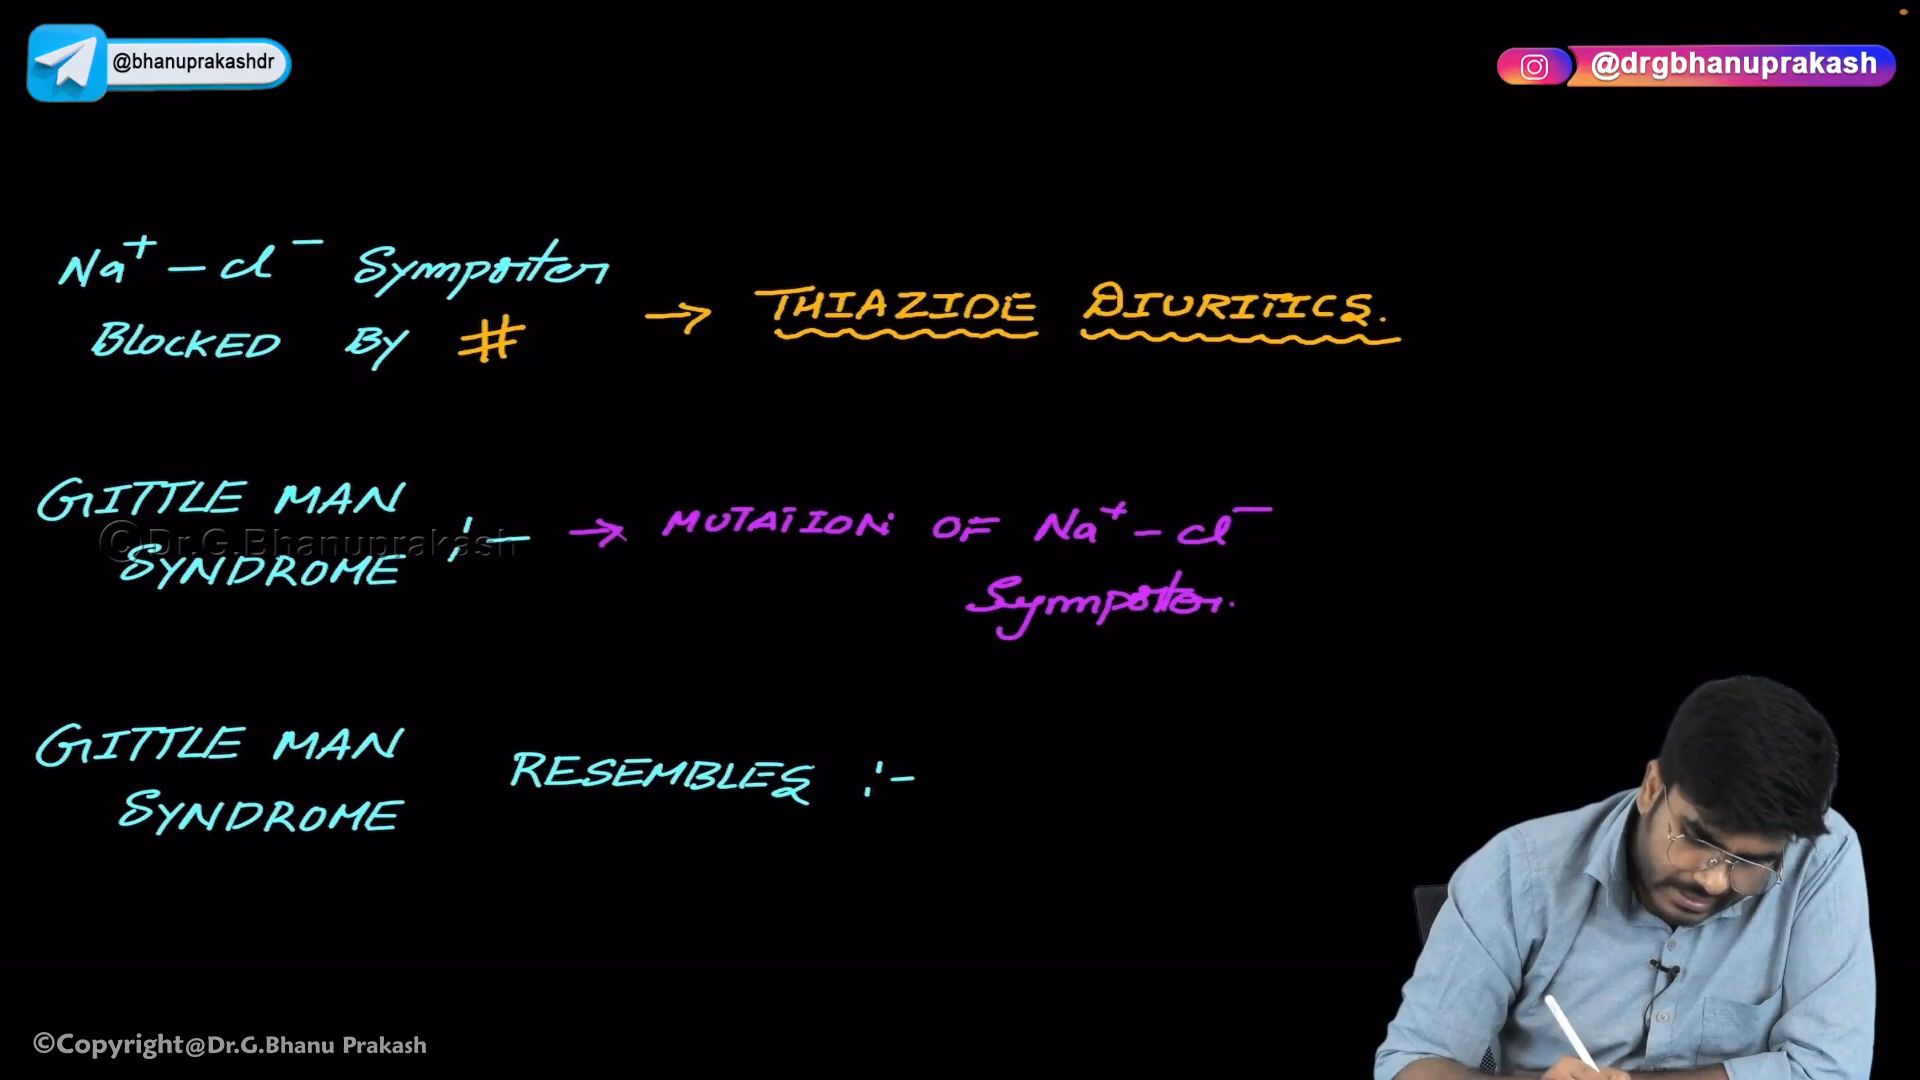 @bhanuprakashdr
@drgbhanuprakash
Na⁺ – Cl⁻ Symporter
BLOCKED BY # → THIAZIDE DIURITICS.
GITTLE MAN
SYNDROME :- → MUTATION OF Na⁺ – Cl⁻
Symporter.
©Dr.G.Bhanuprakash
GITTLE MAN
SYNDROME RESEMBLES :-
©Copyright@Dr.G.Bhanu Prakash